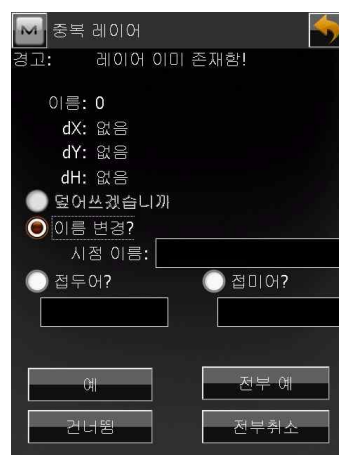 중복 레이어
경고: 레이어 이미 존재함!
이름: 0
dX: 없음
dY: 없음
dH: 없음
덮어쓰겠습니까
이름 변경?
시점 이름:
접두어? 접미어?
예 전부 예
건너뜀 전부취소